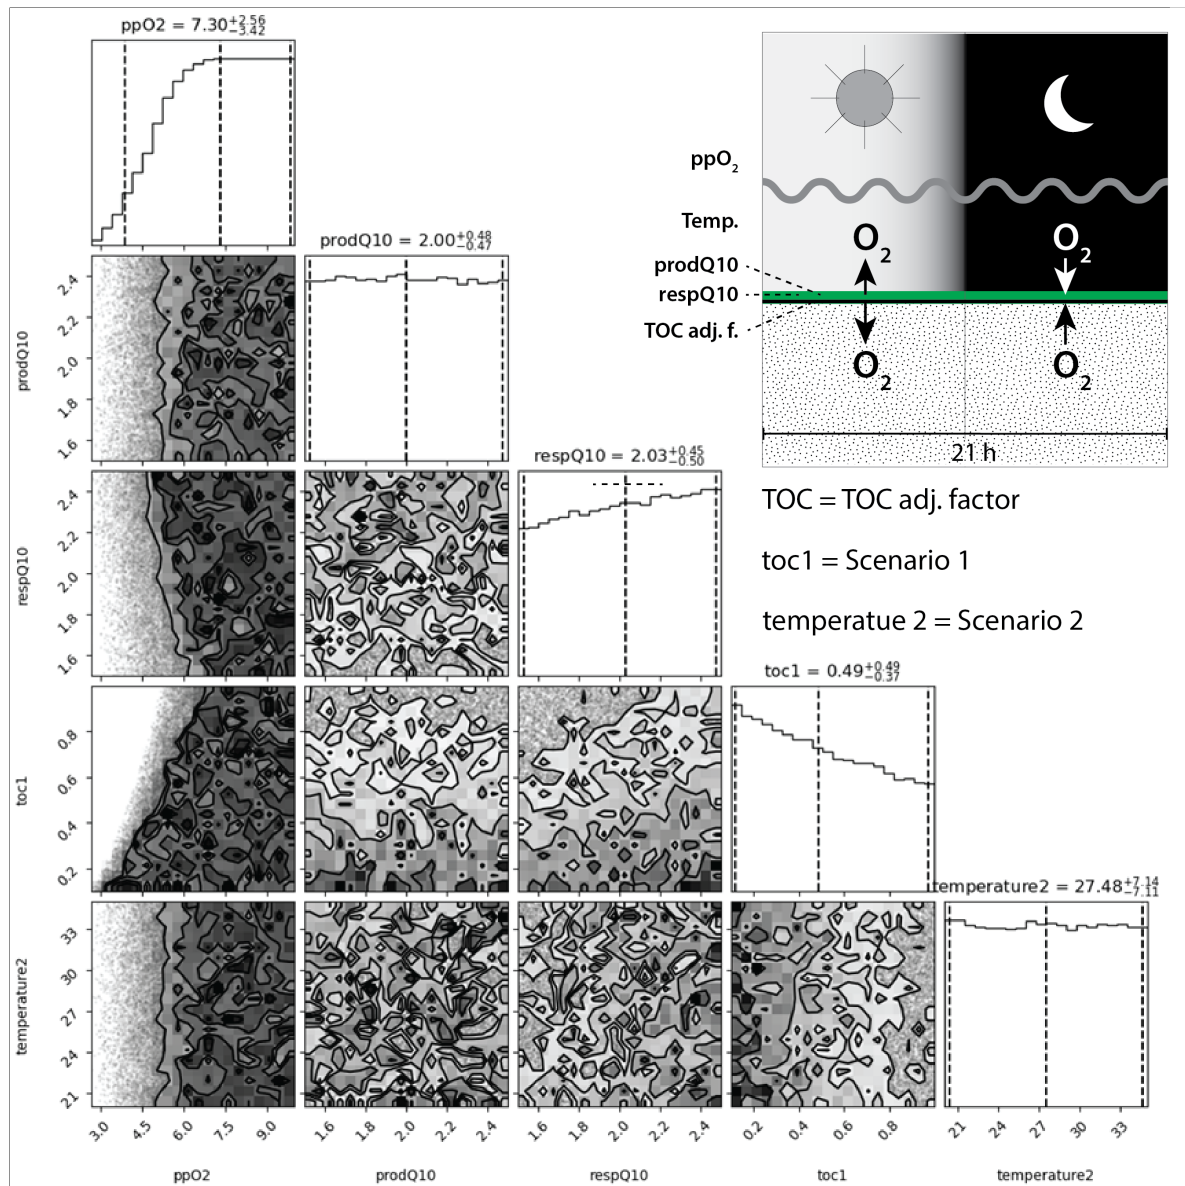 ppO2 = 7.30+2.56−3.42
prodQ10 = 2.00+0.48−0.47
respQ10 = 2.03+0.45−0.50
toc1 = 0.49+0.49−0.37
temperature2 = 27.48+7.14−7.11
prodQ10
2.4
2.2
2.0
1.8
1.6
respQ10
2.4
2.2
2.0
1.8
1.6
toc1
0.8
0.6
0.4
0.2
temperature2
33
30
27
24
21
3.0 4.5 6.0 7.5 9.0
1.6 1.8 2.0 2.2 2.4
1.6 1.8 2.0 2.2 2.4
0.2 0.4 0.6 0.8
21 24 27 30 33
ppO2 prodQ10 respQ10 toc1 temperature2
ppO2
Temp.
prodQ10
respQ10
TOC adj. f.
O2 O2
O2 O2
21 h
TOC = TOC adj. factor
toc1 = Scenario 1
temperatue 2 = Scenario 2